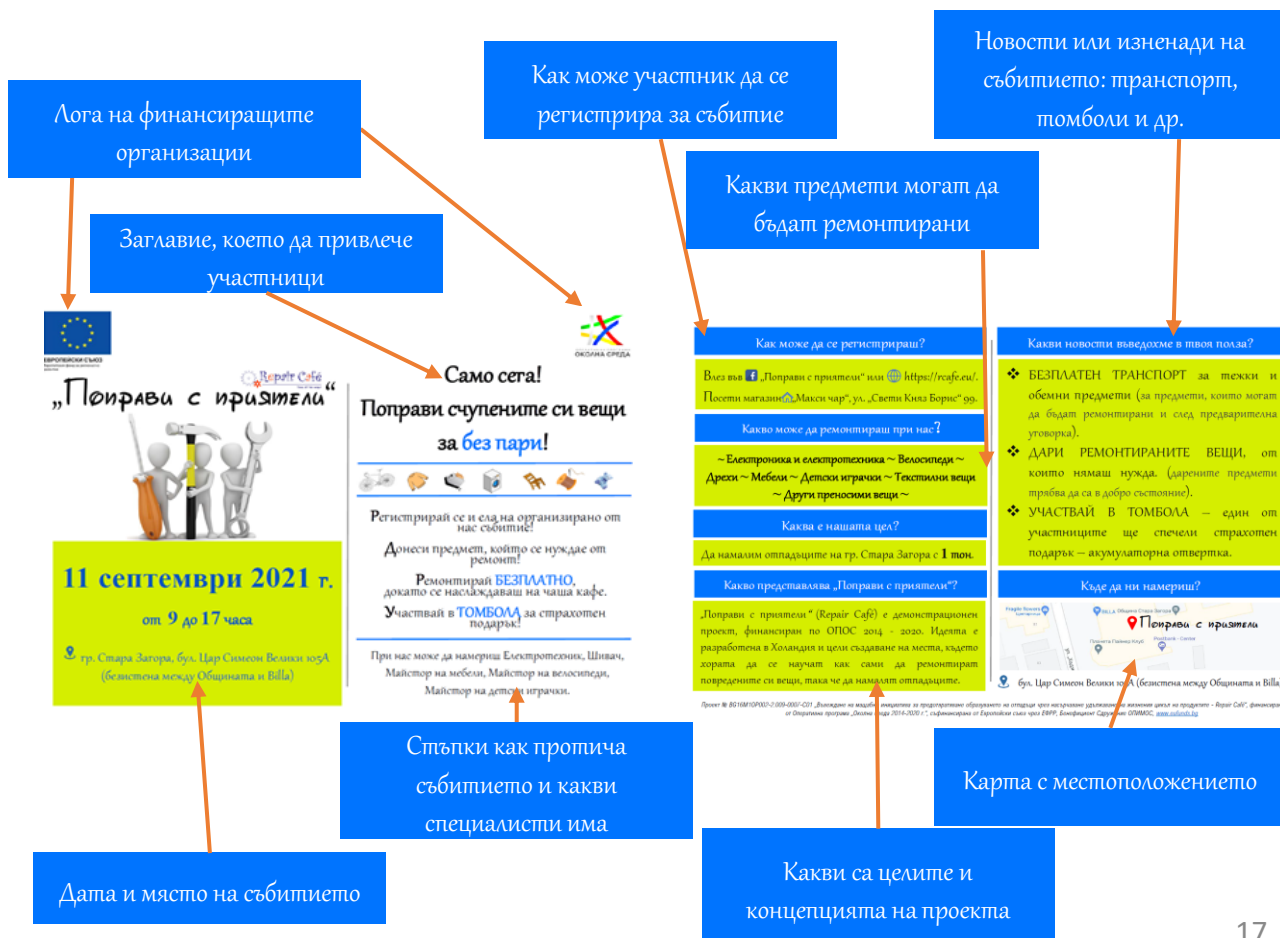 Лога на финансиращите
организации
Как може участник да се
регистрира за събитие
Новости или изненади на
събитието: транспорт,
томболи и др.
Заглавие, което да привлече
участници
Какви предмети могат да
бъдат ремонтирани
ЕВРОПЕЙСКИ СЪЮЗ
Repair Café
„Поправи с приятели“
11 септември 2021 г.
от 9 до 17 часа
гр. Стара Загора, бул. Цар Симеон Велики 105А
(безистена между Общината и Billa)
ОКОЛНА СРЕДА
Само сега!
Поправи счупените си вещи
за без пари!
Регистрирай се и ела на организирано от
нас събитие!
Донеси предмет, който се нуждае от
ремонт!
Ремонтирай БЕЗПЛАТНО,
докато се наслаждаваш на чаша кафе.
Участвай в ТОМБОЛА за страхотен
подарък!
При нас може да намериш Електротехник, Шивач,
Майстор на мебели, Майстор на велосипеди,
Майстор на детски играчки.
Как може да се регистрираш?
Влез във „Поправи с приятели“ или https://rcafe.eu/.
Посети магазин „Макси чар“, ул. „Свети Княз Борис“ 99.
Какво може да ремонтираш при нас?
~ Електроника и електротехника ~ Велосипеди ~
Дрехи ~ Мебели ~ Детски играчки ~ Текстилни вещи
~ Други преносими вещи ~
Каква е нашата цел?
Да намалим отпадъците на гр. Стара Загора с 1 тон.
Какво представлява „Поправи с приятели“?
„Поправи с приятели“ (Repair Café) е демонстрационен
проект, финансиран по ОПОС 2014 - 2020. Идеята е
разработена в Холандия и цели създаване на места, където
хората да се научат как сами да ремонтират
повредените си вещи, така че да намалят отпадъците.
Какви новости въведохме в твоя полза?
❖ БЕЗПЛАТЕН ТРАНСПОРТ за тежки и
обемни предмети (за предмети, които могат
да бъдат ремонтирани и след предварителна
уговорка).
❖ ДАРИ РЕМОНТИРАНИТЕ ВЕЩИ, от
които нямаш нужда. (дарените предмети
трябва да са в добро състояние).
❖ УЧАСТВАЙ В ТОМБОЛА – един от
участниците ще спечели страхотен
подарък – акумулаторна отвертка.
Къде да ни намериш?
Поправи с приятели
бул. Цар Симеон Велики 105А (безистена между Общината и Billa)
Стъпки как протича
събитието и какви
специалисти има
Карта с местоположението
Дата и място на събитието
Какви са целите и
концепцията на проекта
17